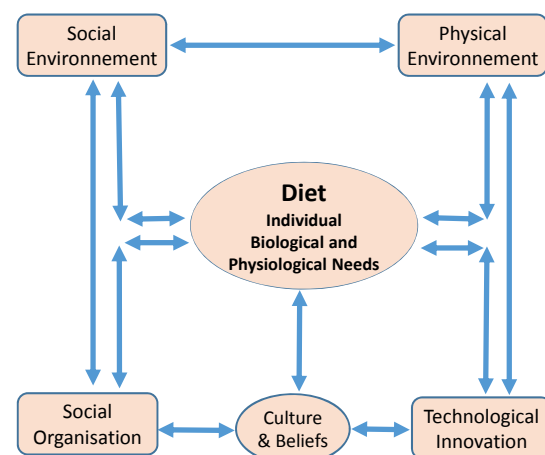 Social
Environnement
Physical
Environnement
Diet
Individual
Biological and
Physiological Needs
Social
Organisation
Culture
& Beliefs
Technological
Innovation